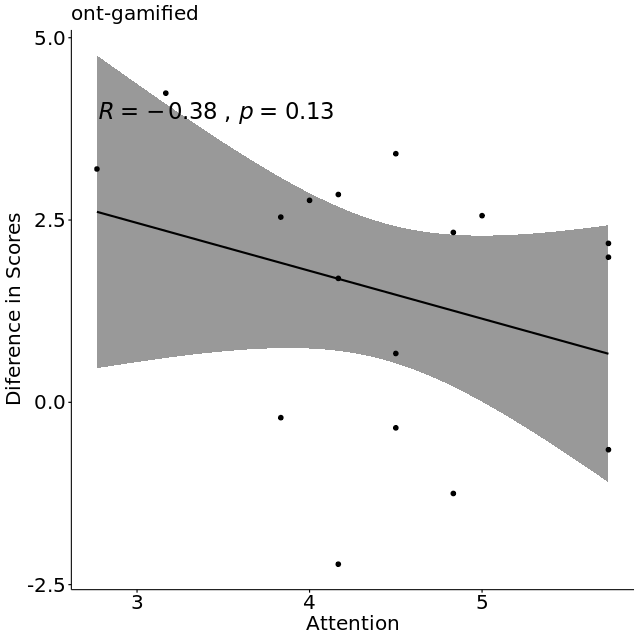 ont-gamified
5.0
R = −0.38 , p = 0.13
2.5
Diference in Scores
0.0
-2.5
3 4 5
Attention